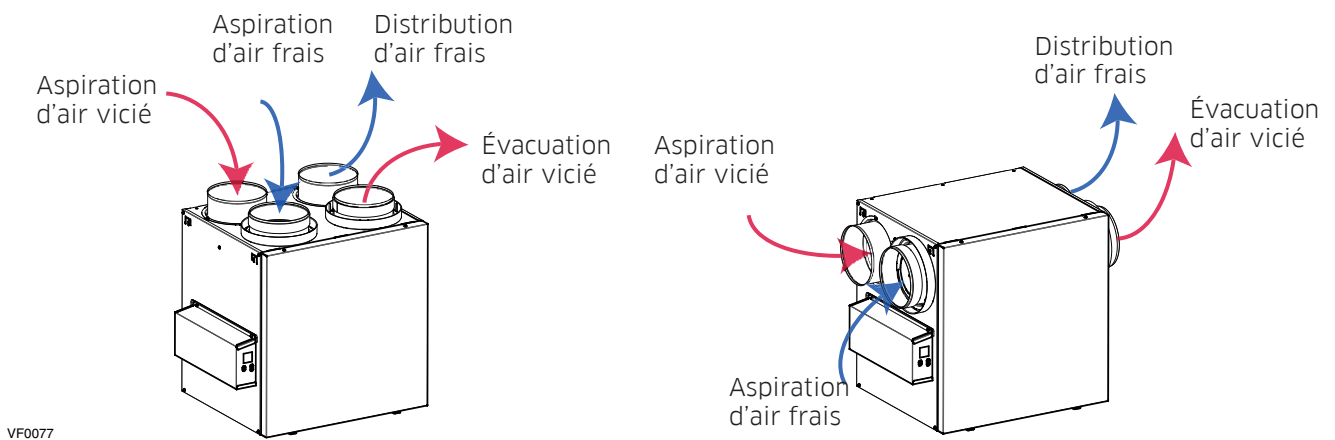 Aspiration
d'air frais
Distribution
d'air frais
Aspiration
d'air vicié
Évacuation
d'air vicié
Distribution
d'air frais
Évacuation
d'air vicié
Aspiration
d'air vicié
Aspiration
d'air frais
VF0077